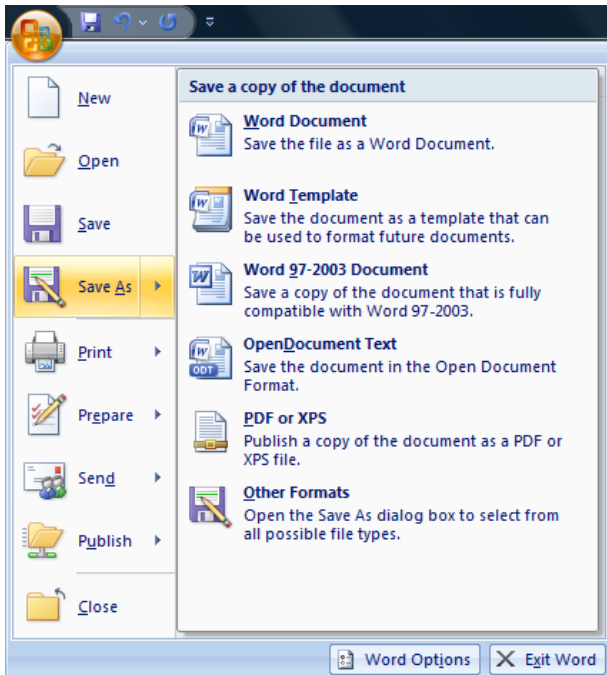 New
Open
Save
Save As
Print
Prepare
Send
Publish
Close
Save a copy of the document
Word Document
Save the file as a Word Document.
Word Template
Save the document as a template that can
be used to format future documents.
Word 97-2003 Document
Save a copy of the document that is fully
compatible with Word 97-2003.
OpenDocument Text
Save the document in the Open Document
Format.
ODT
PDF or XPS
Publish a copy of the document as a PDF or
XPS file.
Other Formats
Open the Save As dialog box to select from
all possible file types.
Word Options
Exit Word